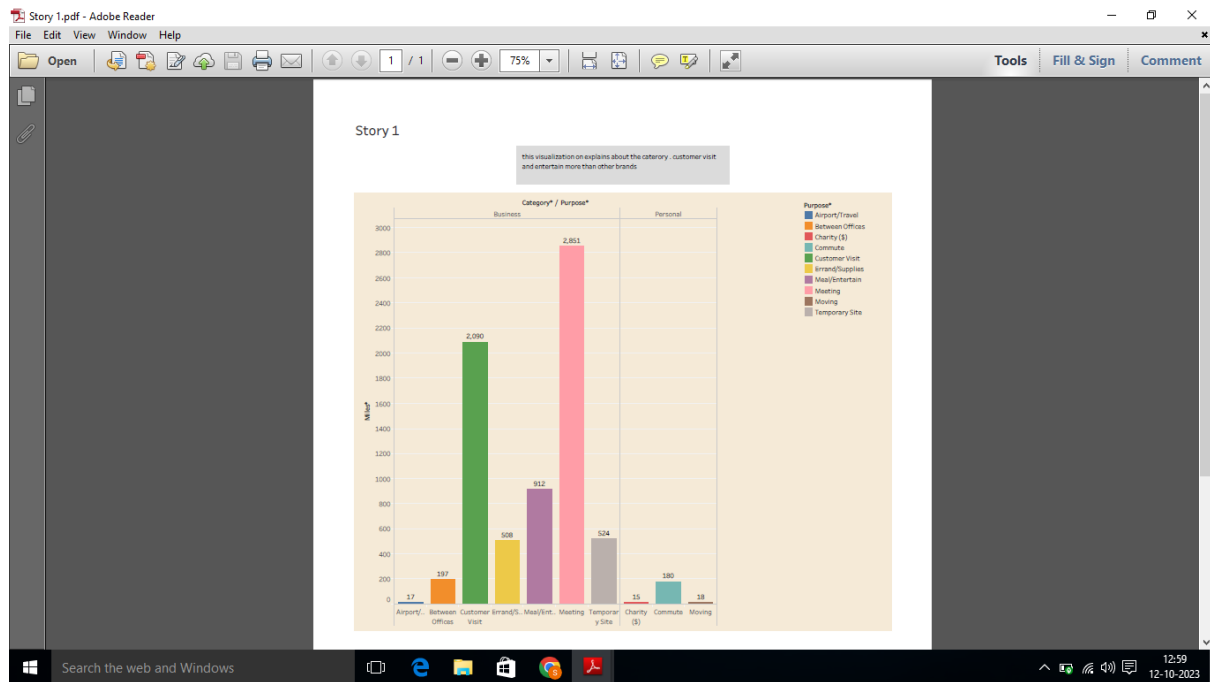 Story 1.pdf - Adobe Reader
File Edit View Window Help
Open 1 / 1 75% Tools Fill & Sign Comment
Story 1
this visualization on explains about the caterory . customer visit
and entertain more than other brands
Category* / Purpose*
Business Personal
Miles*
3000
2800
2600
2400
2200
2000
1800
1600
1400
1200
1000
800
600
400
200
0
17
197
2,090
508
912
2,851
524
15
180
18
Airport/..
Between
Offices
Customer
Visit
Errand/S..
Meal/Ent..
Meeting
Temporar
y Site
Charity
($)
Commute
Moving
Purpose*
Airport/Travel
Between Offices
Charity ($)
Commute
Customer Visit
Errand/Supplies
Meal/Entertain
Meeting
Moving
Temporary Site
Search the web and Windows
12:59
12-10-2023